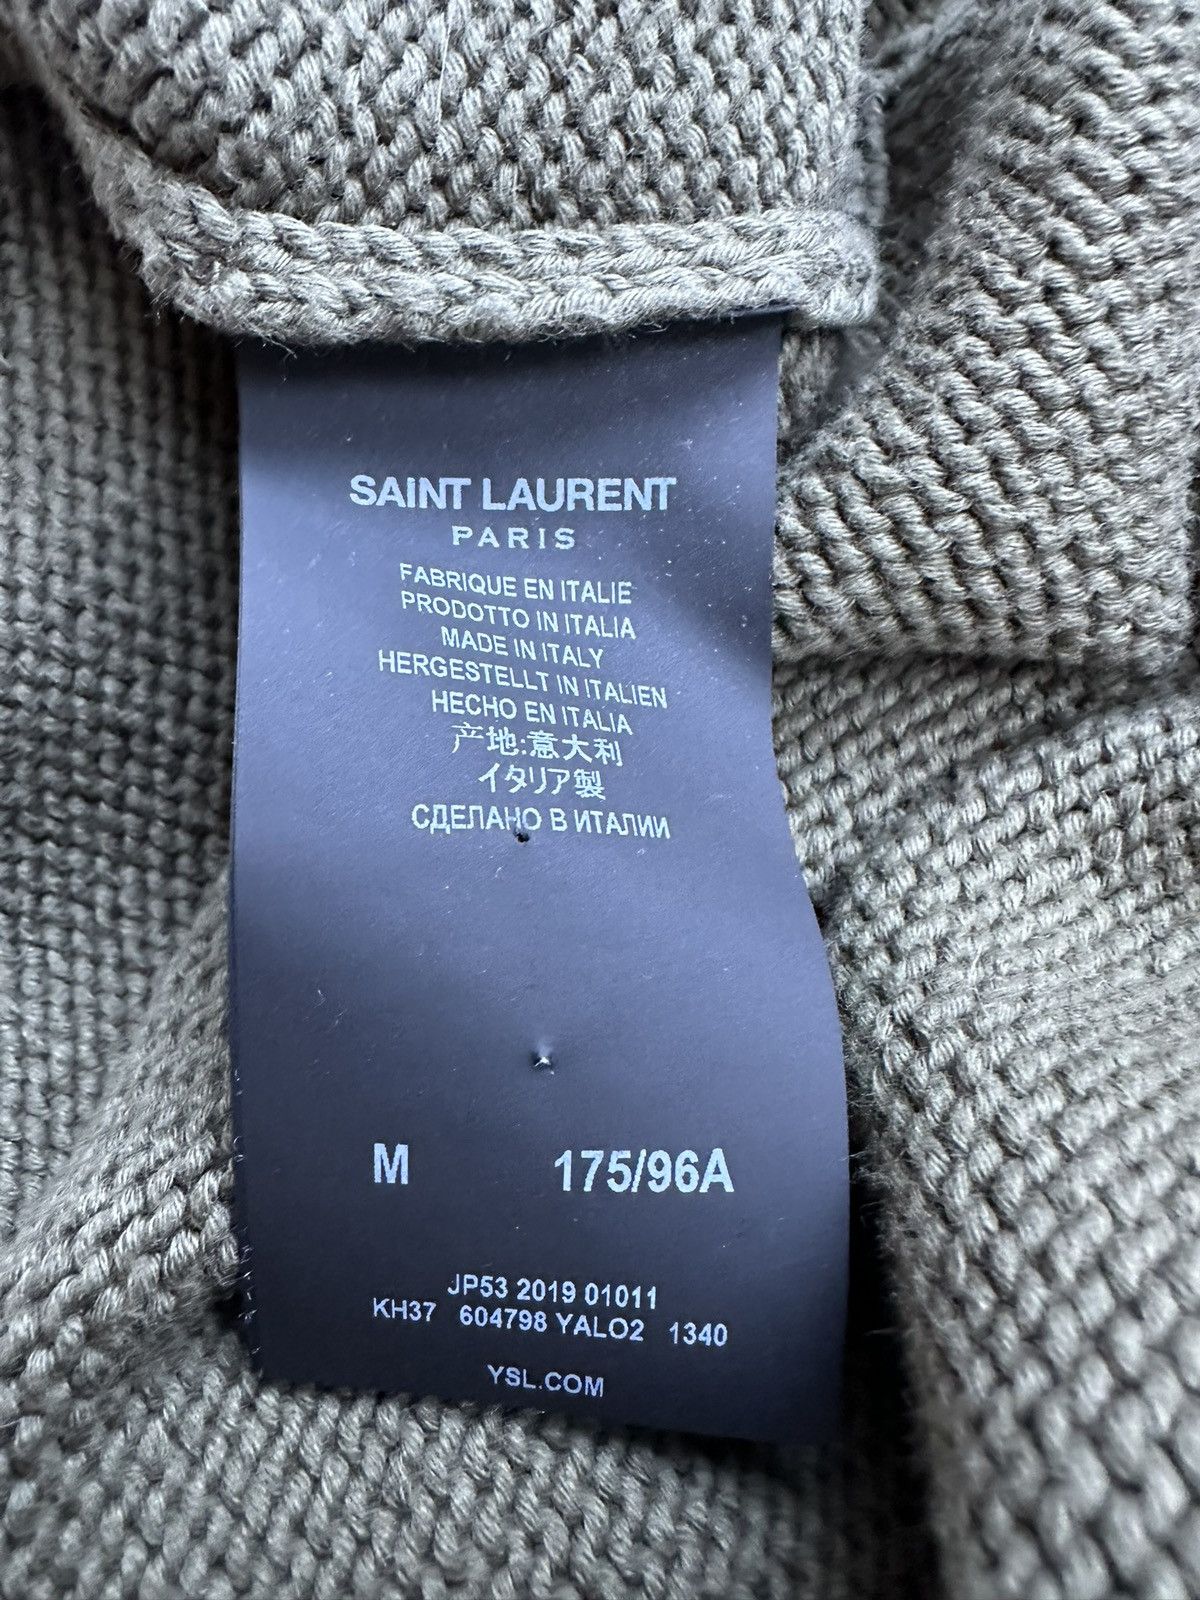 SAINT LAURENT
PARIS
FABRIQUE EN ITALIE
PRODOTTO IN ITALIA
MADE IN ITALY
HERGESTELLT IN ITALIEN
HECHO EN ITALIA
产地:意大利
イタリア製
СДЕЛАНО В ИТАЛИИ
M 175/96A
JP53 2019 01011
KH37 604798 YALO2 1340
YSL.COM